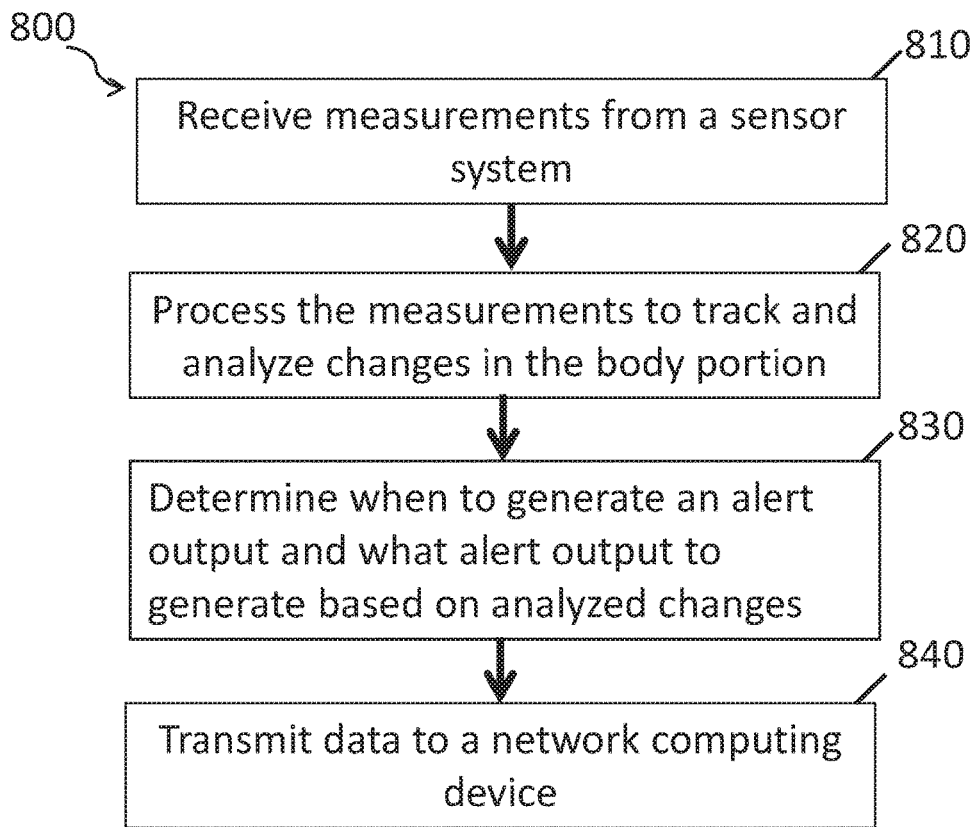 800
810
Receive measurements from a sensor
system
820
Process the measurements to track and
analyze changes in the body portion
830
Determine when to generate an alert
output and what alert output to
generate based on analyzed changes
840
Transmit data to a network computing
device